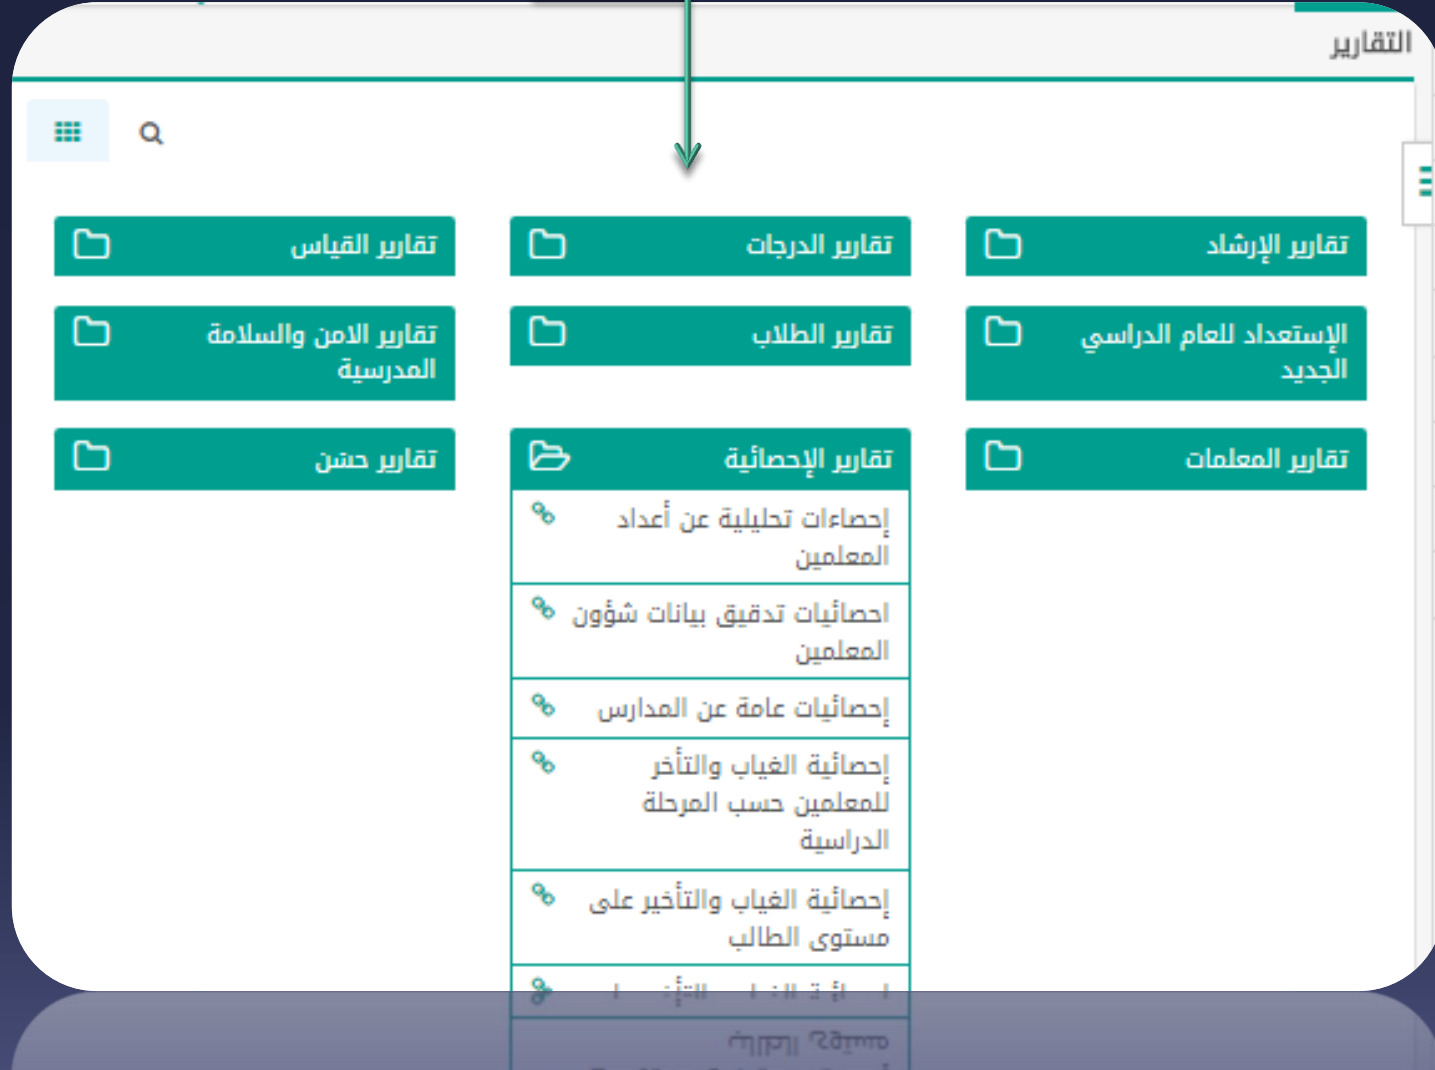 التقارير
تقارير الإرشاد
تقارير الدرجات
تقارير القياس
الإستعداد للعام الدراسي
الجديد
تقارير الطلاب
تقارير الامن والسلامة
المدرسية
تقارير المعلمات
تقارير الإحصائية
تقارير حشن
إحصاءات تحليلية عن أعداد
المعلمين
احصائيات تدقيق بيانات شؤون
المعلمين
إحصائيات عامة عن المدارس
إحصائية الغياب والتأخر
للمعلمين حسب المرحلة
الدراسية
إحصائية الغياب والتأخير على
مستوى الطالب